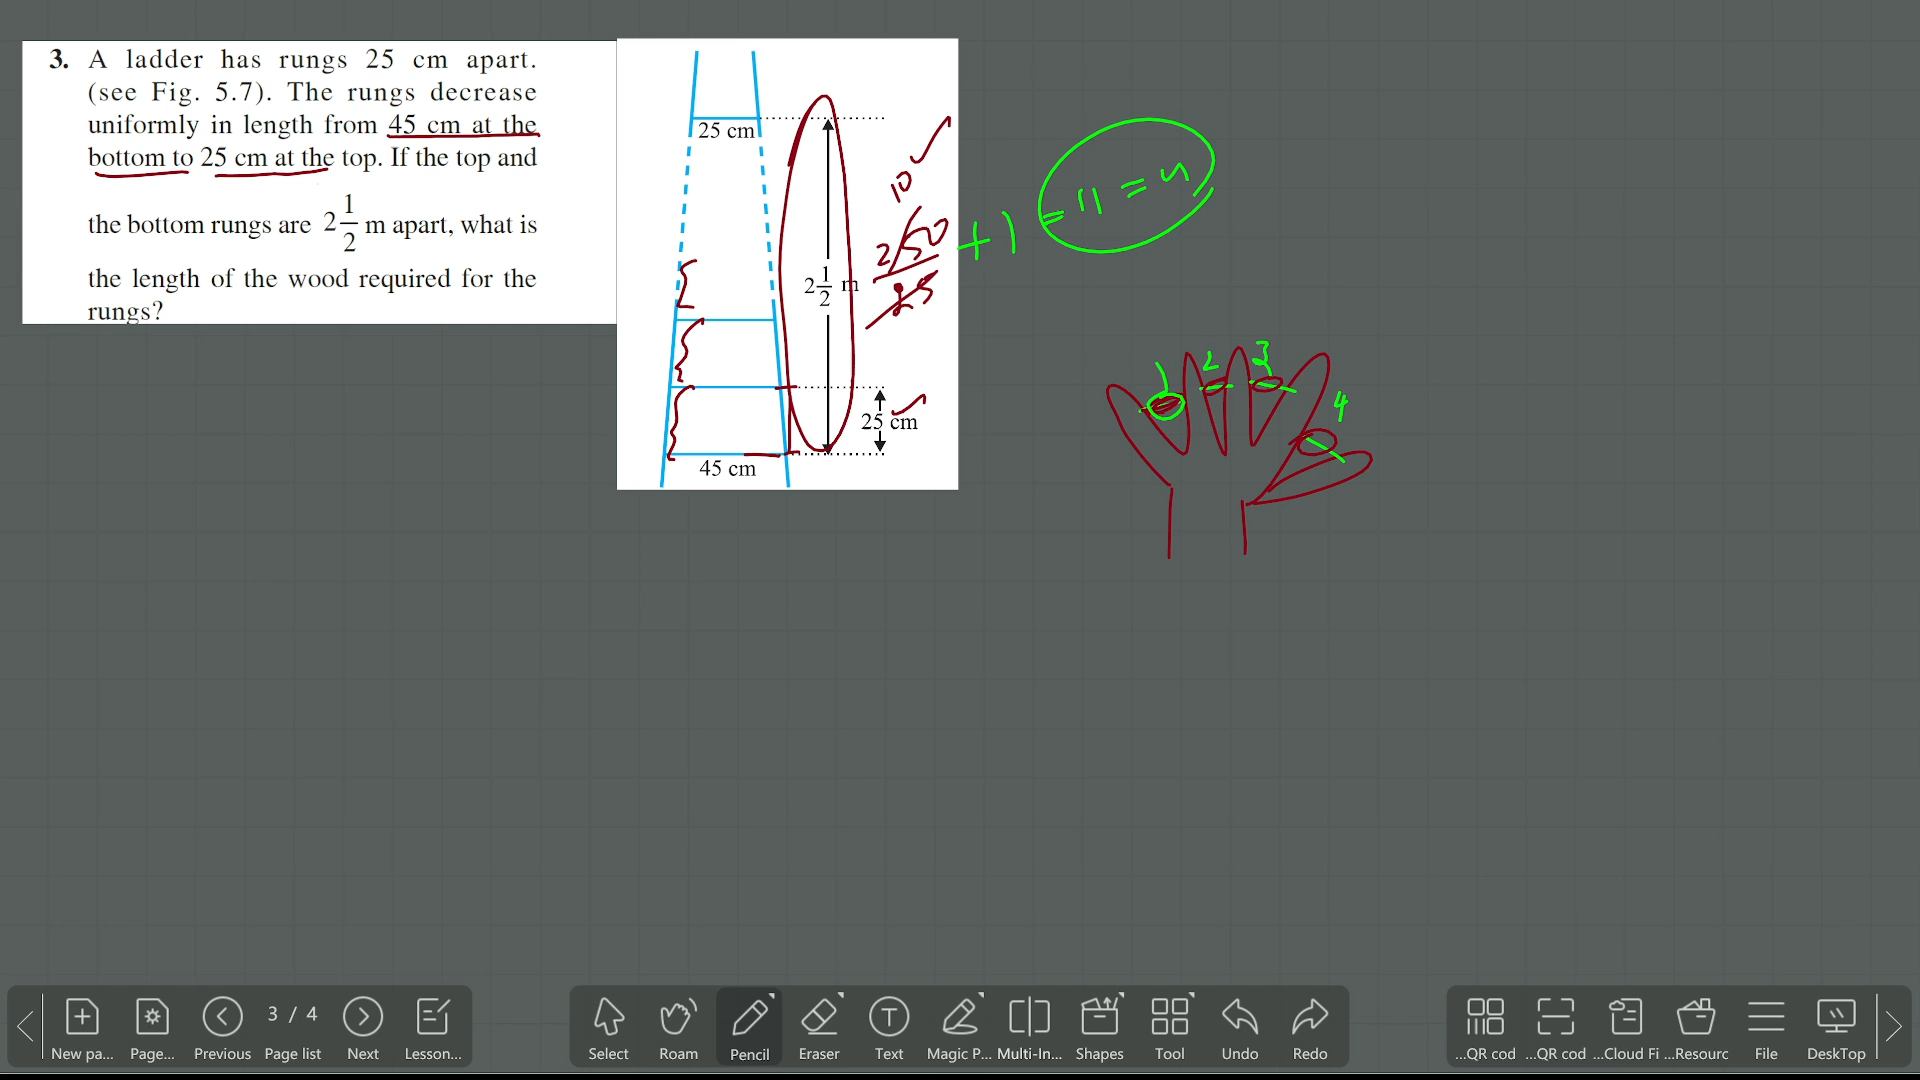 3. A ladder has rungs 25 cm apart.
(see Fig. 5.7). The rungs decrease
uniformly in length from 45 cm at the
bottom to 25 cm at the top. If the top and
the bottom rungs are 2 1/2 m apart, what is
the length of the wood required for the
rungs?
25 cm
2 1/2 m
25 cm
45 cm
10
250/25 + 1 = 11 = n
1 2 3 4
3 / 4
New pa...
Page...
Previous
Page list
Next
Lesson...
Select
Roam
Pencil
Eraser
Text
Magic P...
Multi-In...
Shapes
Tool
Undo
Redo
...QR cod
...QR cod
...Cloud Fi
...Resourc
File
DeskTop